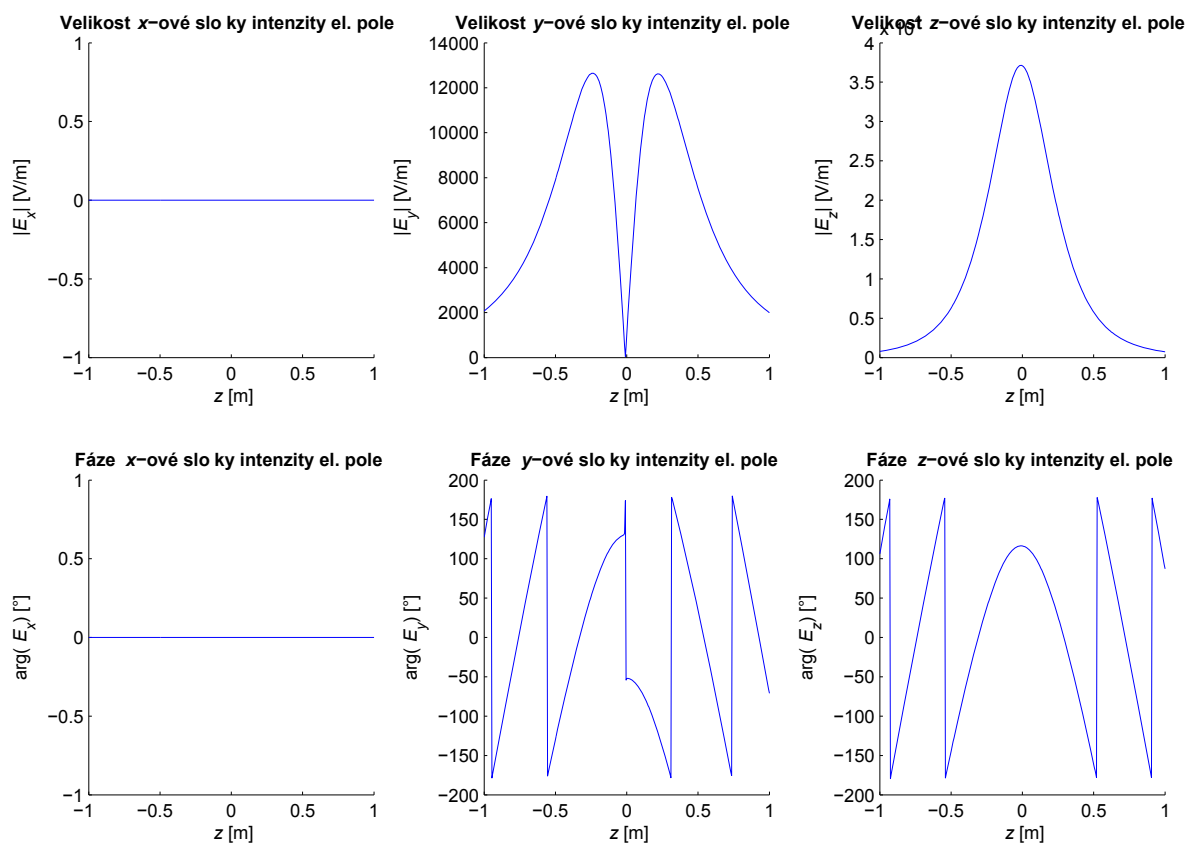 Velikost x−ové slo ky intenzity el. pole
1
0.5
0
−0.5
−1
−1 −0.5 0 0.5 1
|E_x| [V/m]
z [m]
Velikost y−ové slo ky intenzity el. pole
14000
12000
10000
8000
6000
4000
2000
0
−1 −0.5 0 0.5 1
|E_y| [V/m]
z [m]
Velikost z−ové slo ky intenzity el. pole
x 10
4
3.5
3
2.5
2
1.5
1
0.5
0
−1 −0.5 0 0.5 1
|E_z| [V/m]
z [m]
Fáze x−ové slo ky intenzity el. pole
1
0.5
0
−0.5
−1
−1 −0.5 0 0.5 1
arg( E_x) [°]
z [m]
Fáze y−ové slo ky intenzity el. pole
200
150
100
50
0
−50
−100
−150
−200
−1 −0.5 0 0.5 1
arg( E_y) [°]
z [m]
Fáze z−ové slo ky intenzity el. pole
200
150
100
50
0
−50
−100
−150
−200
−1 −0.5 0 0.5 1
arg( E_z) [°]
z [m]